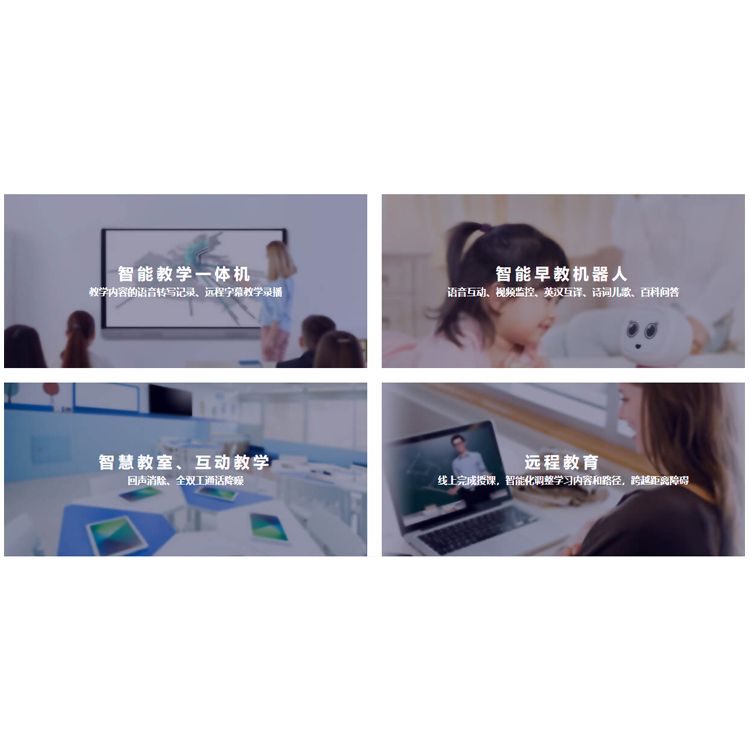 智能教学一体机
教学内容的语音转写记录、远程字幕教学录播
智能早教机器人
语音互动、视频监控、英汉互译、诗词儿歌、百科问答
智慧教室、互动教学
回声消除、全双工通话降噪
远程教育
线上完成授课，智能化调整学习内容和路径，跨越距离障碍